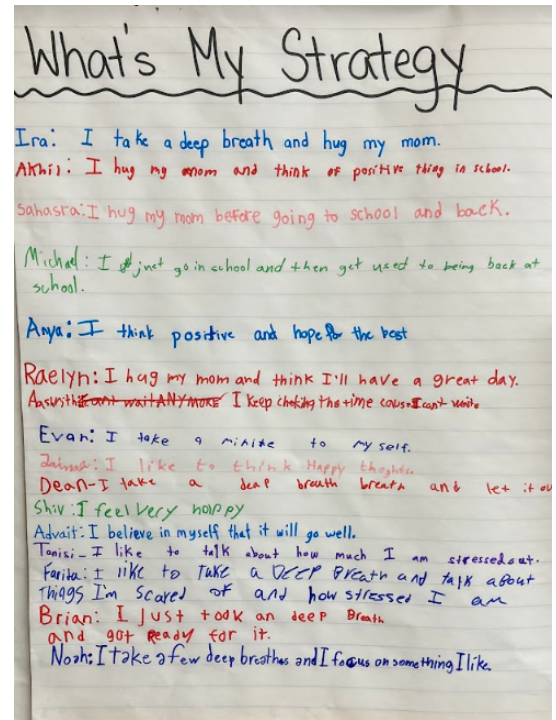 What's My Strategy
Ira: I take a deep breath and hug my mom.
Akhil: I hug my mom and think of positive thing in school.
Sahasra: I hug my mom before going to school and back.
Michael: I just go in school and then get used to being back at
school.
Anya: I think positive and hope for the best
Raelyn: I hug my mom and think I'll have a great day.
I keep cheking the time cause I cant waite
Evan: I take a minite to my self.
I like to think Happy
Dean- I take a deap breath breath and let it ou
Shiv: I feel very happy
Advait: I believe in myself that it will go well.
Tanisi- I like to talk about how much I am stressedout.
Farita: I like to take a DEEP Breath and talk about
Thiggs I'm scared of and how stressed I am
Brian: I Just took an deep Breath
and got Ready for it.
Noah: I take a few deep breathes and I focus on something I like.